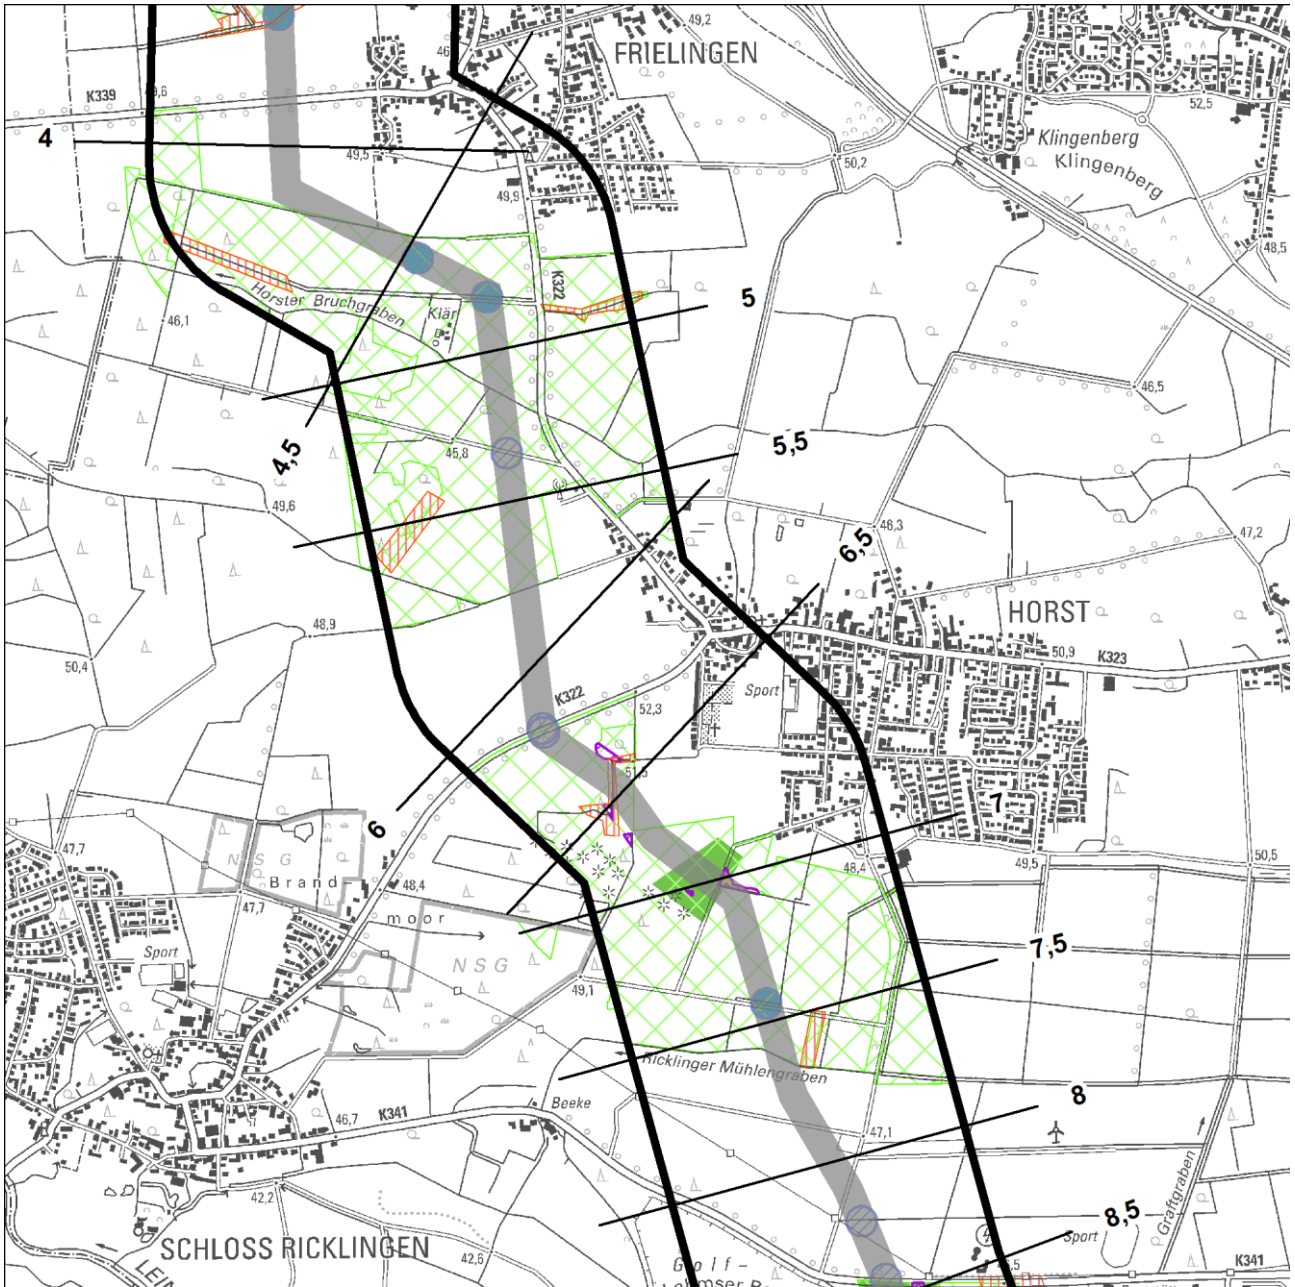 49,2
46
FRIELINGEN
K339
49,6
52,5
4
49,5
50,2
Klingenberg
Klingenberg
49,9
48,5
K322
5
Horster Bruchgraben
Klär
46,1
46,5
4,5
45,8
5,5
49,6
46,3
6,5
47,2
HORST
48,9
50,4
50,9
K323
K322
Sport
52,3
51,5
7
6
47,7
NSG
Brand-
49,5
50,5
48,4
48,4
47,7
moor
7,5
Sport
NSG
49,1
Ricklinger Mühlengraben
8
Beeke
K341
46,7
47,1
42,2
8,5
Graftgraben
SCHLOSS RICKLINGEN
42,6
Sport
Golf-
K341